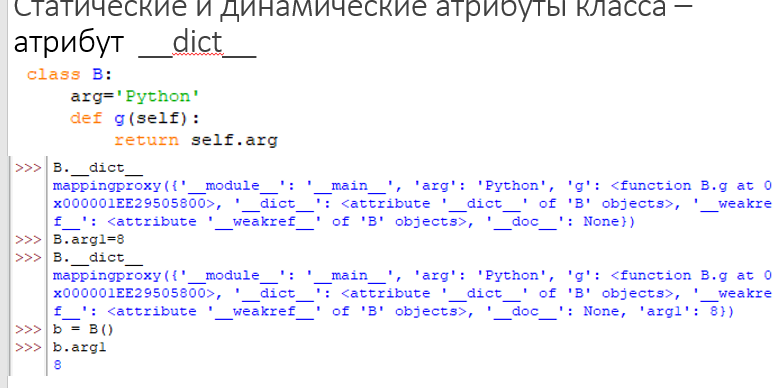 Статические и динамические атрибуты класса –
атрибут __dict__
class B:
    arg='Python'
    def g(self):
        return self.arg
>>> B.__dict__
mappingproxy({'__module__': '__main__', 'arg': 'Python', 'g': <function B.g at 0
x000001EE29505800>, '__dict__': <attribute '__dict__' of 'B' objects>, '__weakre
f__': <attribute '__weakref__' of 'B' objects>, '__doc__': None})
>>> B.arg1=8
>>> B.__dict__
mappingproxy({'__module__': '__main__', 'arg': 'Python', 'g': <function B.g at 0
x000001EE29505800>, '__dict__': <attribute '__dict__' of 'B' objects>, '__weakre
f__': <attribute '__weakref__' of 'B' objects>, '__doc__': None, 'arg1': 8})
>>> b = B()
>>> b.arg1
8